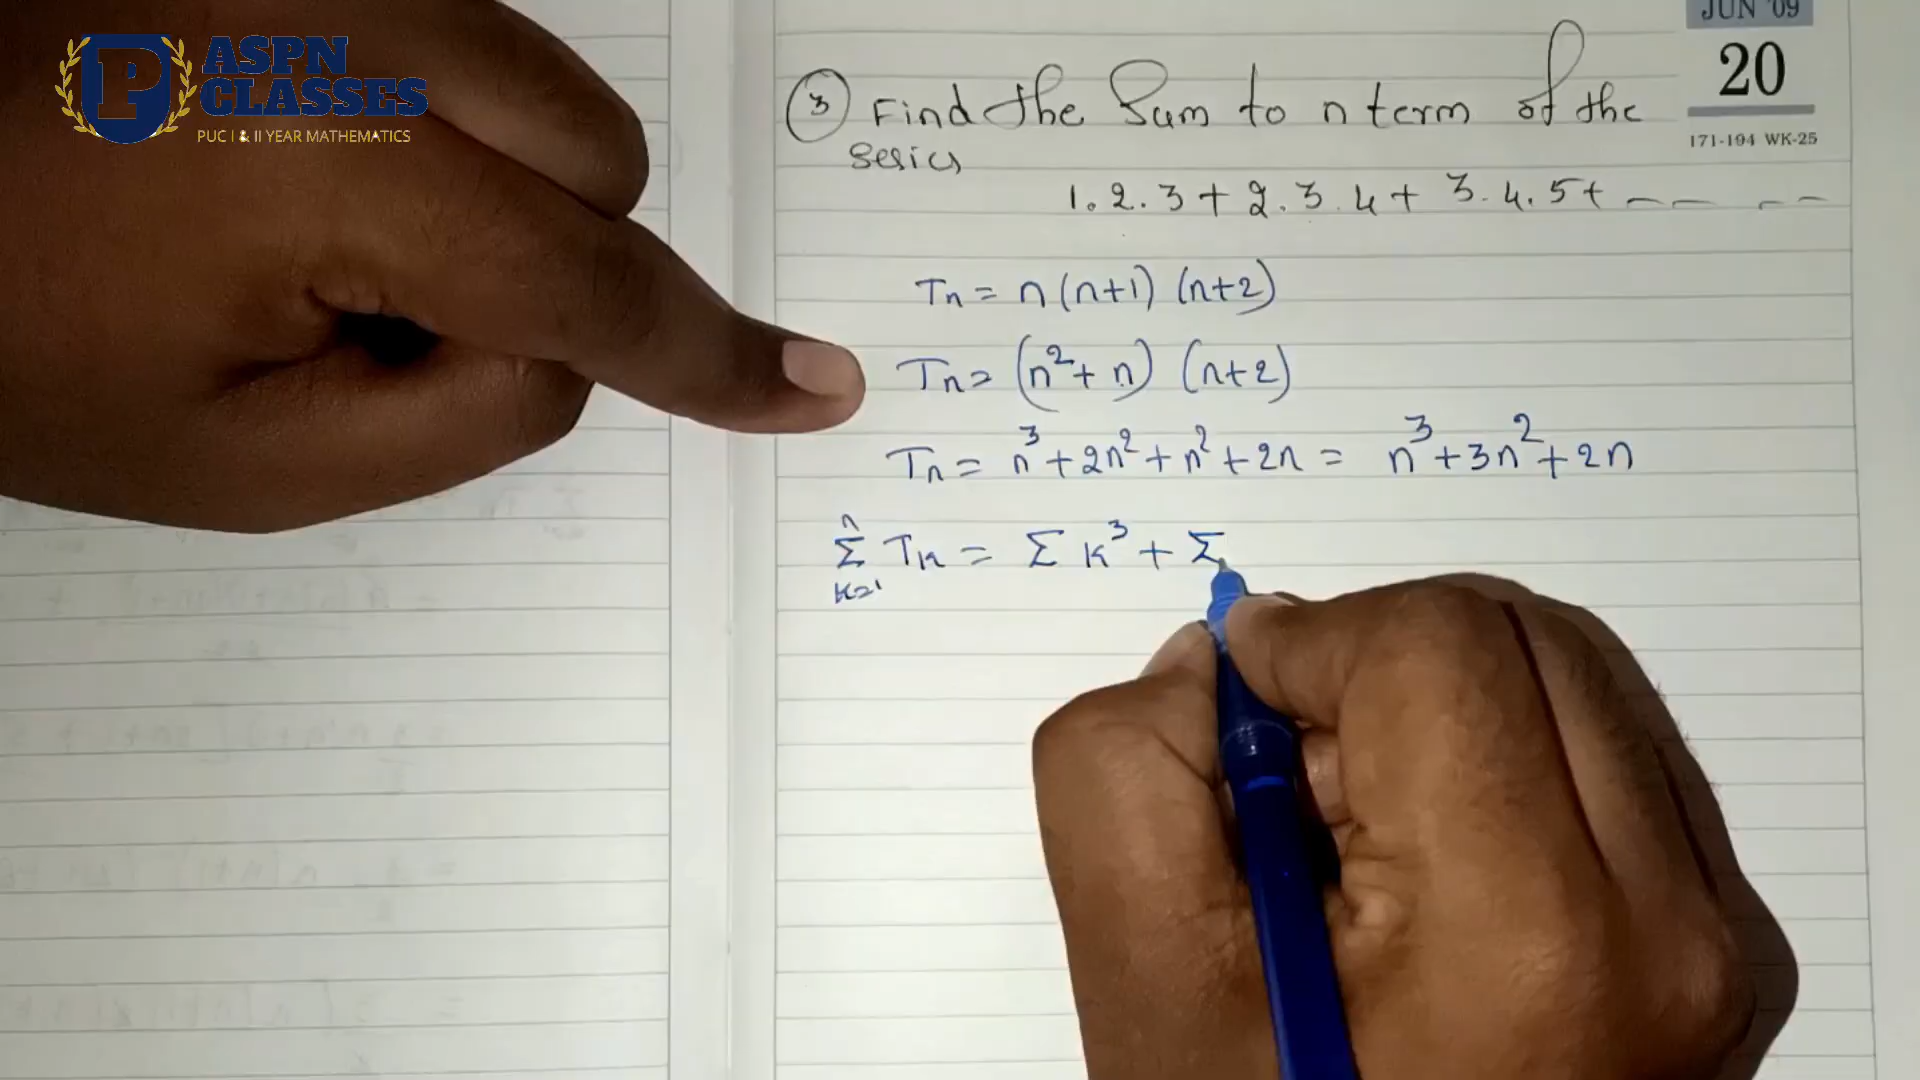 P
ASPN
CLASSES
PUC I & II YEAR MATHEMATICS
JUN '09
20
171-194 WK-25
③ Find the Sum to n term of the
series
1.2.3 + 2.3.4 + 3.4.5 + — — — —
Tn = n(n+1) (n+2)
Tn = (n²+ n) (n+2)
Tn = n³+2n²+n²+2n = n³+3n²+2n
n
Σ Tk = Σ k³ + Σ
k=1